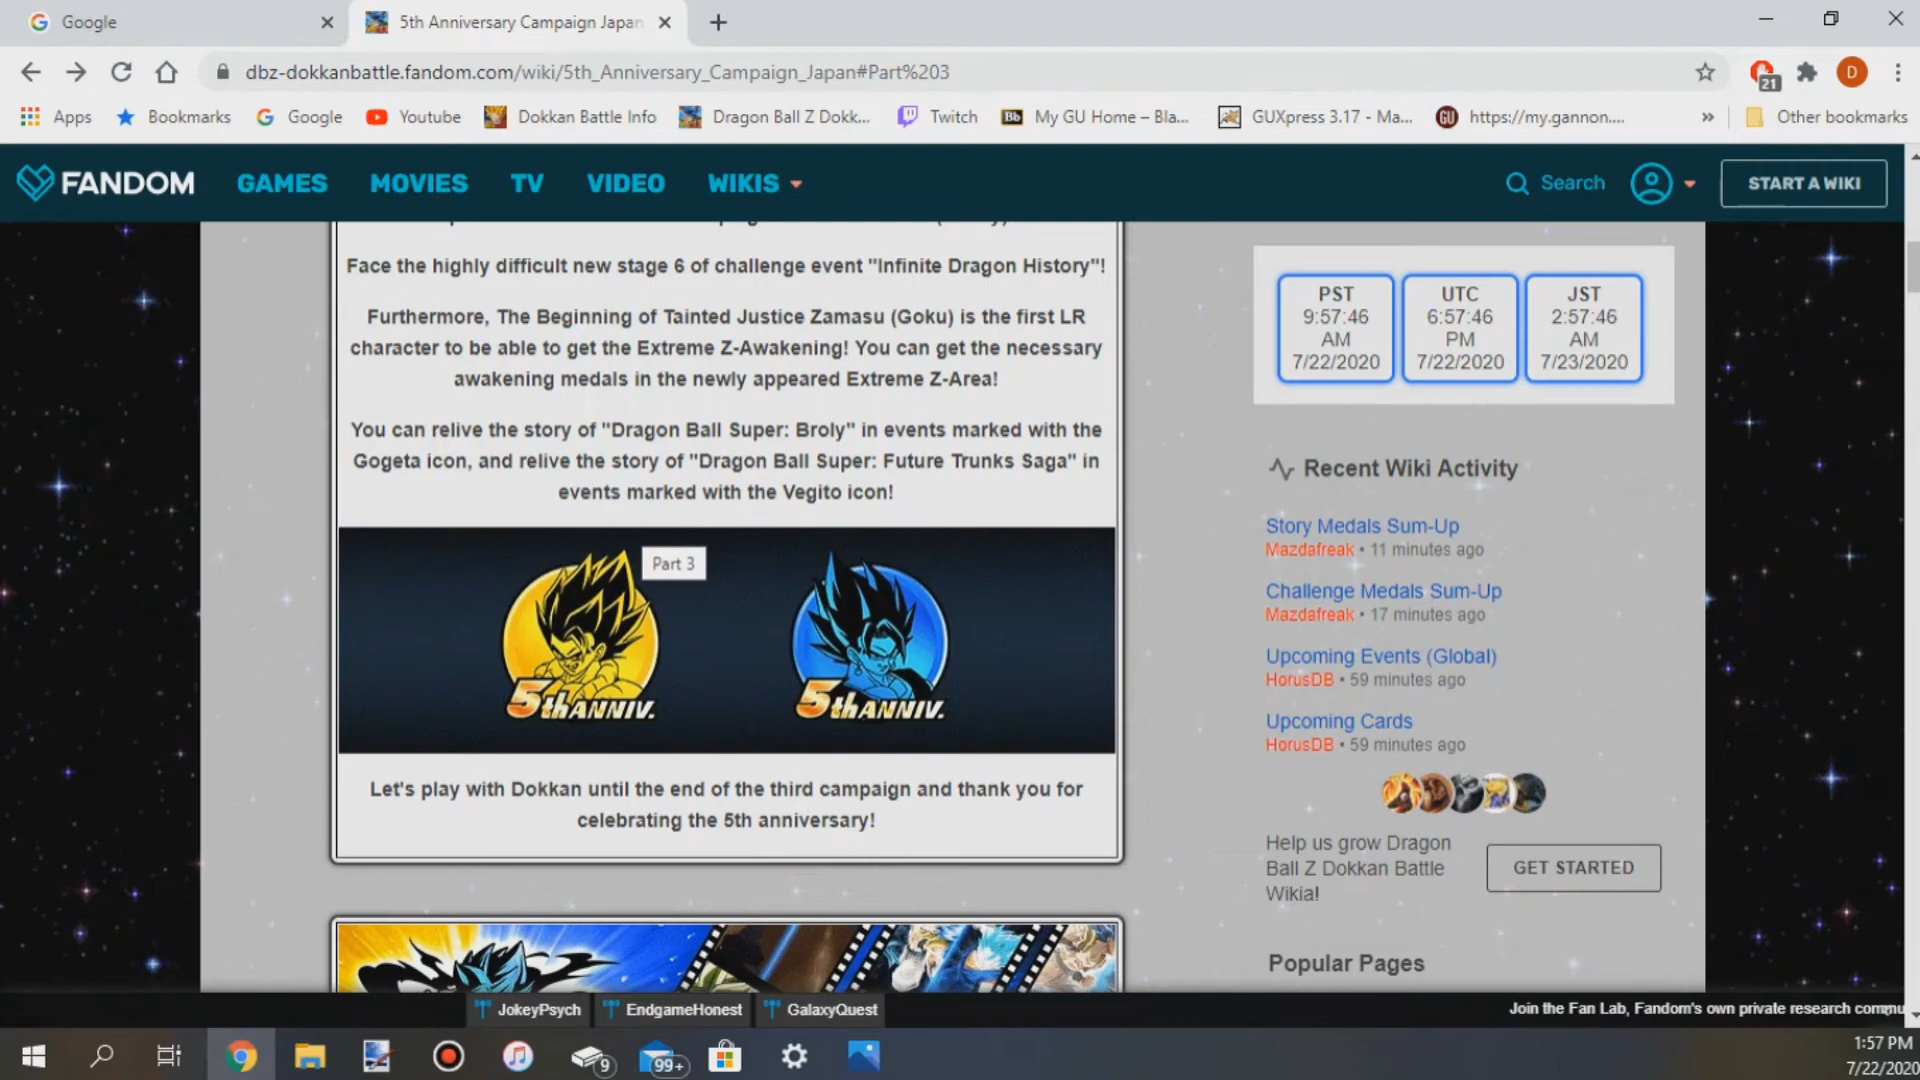 Google
5th Anniversary Campaign Japan
dbz-dokkanbattle.fandom.com/wiki/5th_Anniversary_Campaign_Japan#Part%203
21
D
Apps
Bookmarks
Google
Youtube
Dokkan Battle Info
Dragon Ball Z Dokk...
Twitch
Bb
My GU Home – Bla...
GUXpress 3.17 - Ma...
GU
https://my.gannon....
»
Other bookmarks
FANDOM
GAMES
MOVIES
TV
VIDEO
WIKIS
Search
START A WIKI
Face the highly difficult new stage 6 of challenge event "Infinite Dragon History"!
Furthermore, The Beginning of Tainted Justice Zamasu (Goku) is the first LR
character to be able to get the Extreme Z-Awakening! You can get the necessary
awakening medals in the newly appeared Extreme Z-Area!
You can relive the story of "Dragon Ball Super: Broly" in events marked with the
Gogeta icon, and relive the story of "Dragon Ball Super: Future Trunks Saga" in
events marked with the Vegito icon!
Part 3
5th ANNIV.
5th ANNIV.
Let's play with Dokkan until the end of the third campaign and thank you for
celebrating the 5th anniversary!
PST
9:57:46
AM
7/22/2020
UTC
6:57:46
PM
7/22/2020
JST
2:57:46
AM
7/23/2020
Recent Wiki Activity
Story Medals Sum-Up
Mazdafreak • 11 minutes ago
Challenge Medals Sum-Up
Mazdafreak • 17 minutes ago
Upcoming Events (Global)
HorusDB • 59 minutes ago
Upcoming Cards
HorusDB • 59 minutes ago
Help us grow Dragon
Ball Z Dokkan Battle
Wikia!
GET STARTED
Popular Pages
JokeyPsych
EndgameHonest
GalaxyQuest
Join the Fan Lab, Fandom's own private research commu
9
99+
1:57 PM
7/22/2020